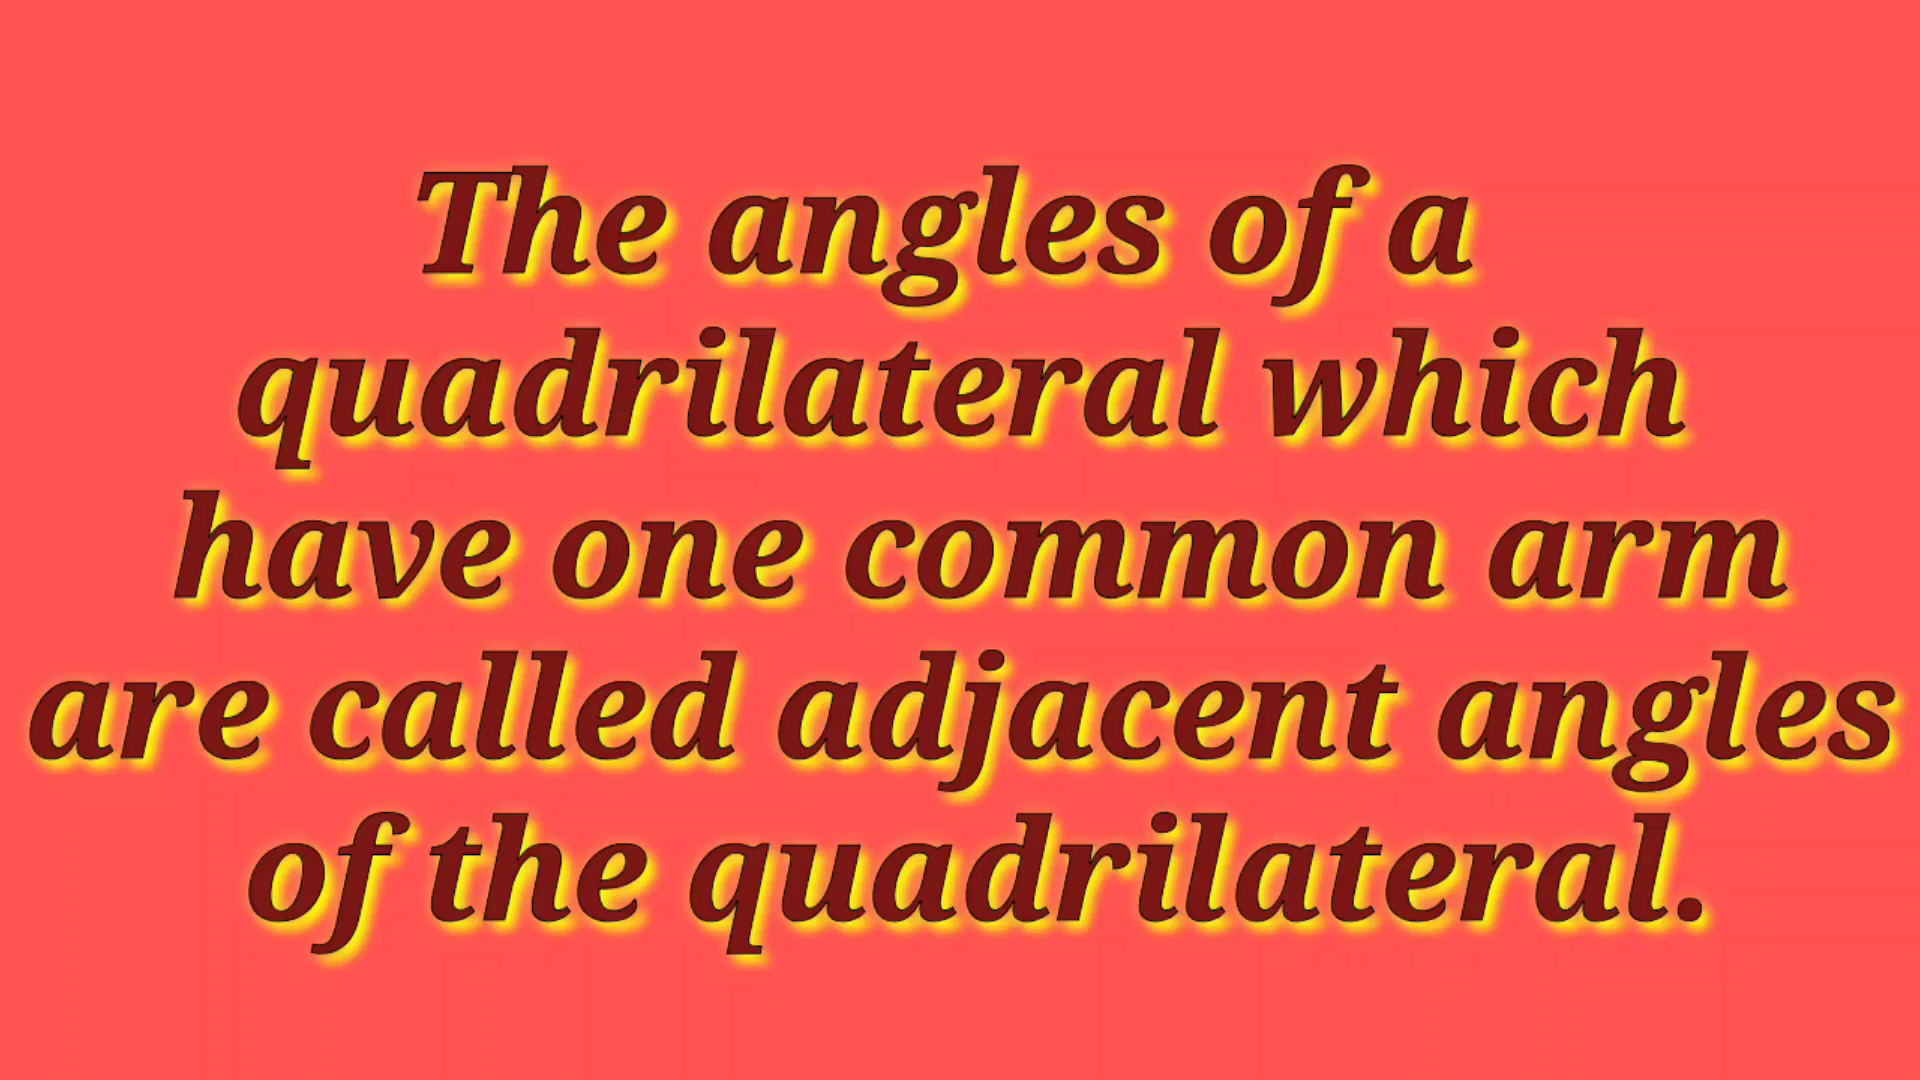 The angles of a
quadrilateral which
have one common arm
are called adjacent angles
of the quadrilateral.